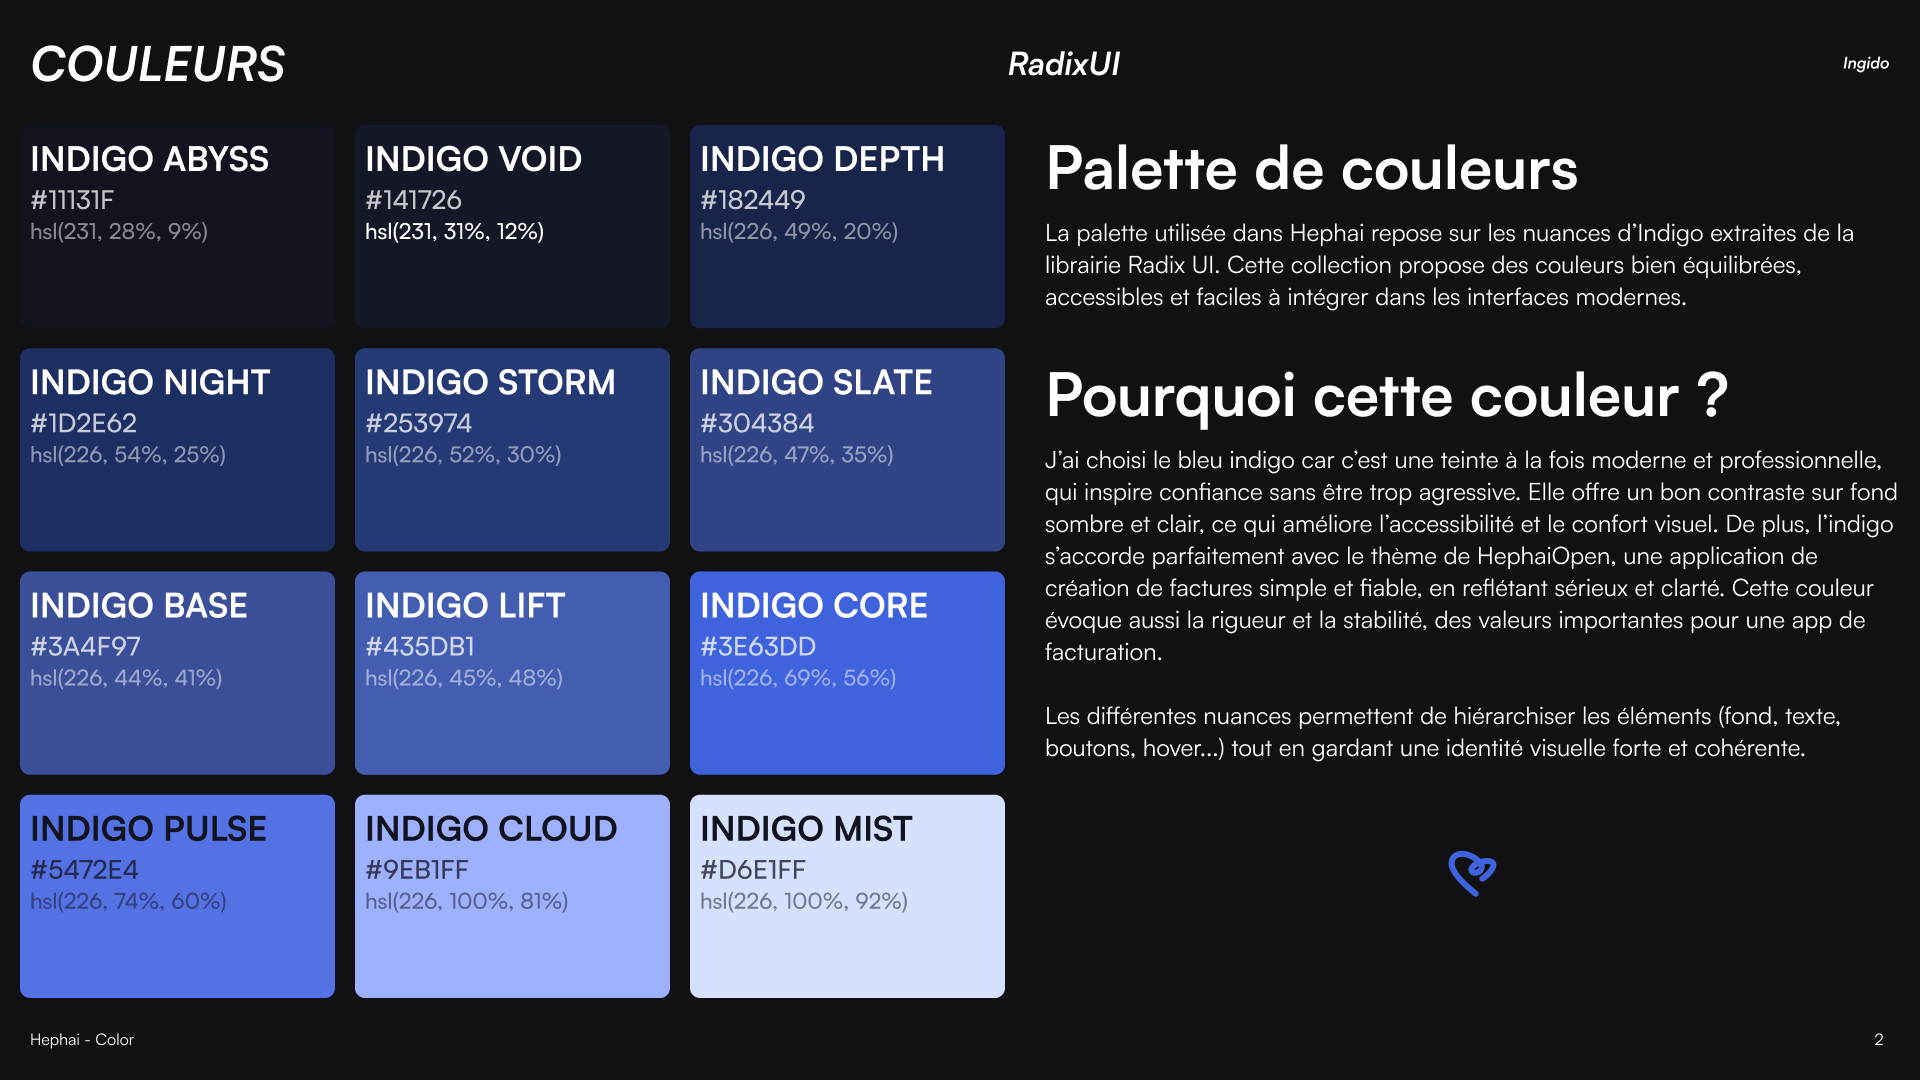 COULEURS
RadixUI
Ingido
INDIGO ABYSS
#11131F
hsl(231, 28%, 9%)
INDIGO VOID
#141726
hsl(231, 31%, 12%)
INDIGO DEPTH
#182449
hsl(226, 49%, 20%)
INDIGO NIGHT
#1D2E62
hsl(226, 54%, 25%)
INDIGO STORM
#253974
hsl(226, 52%, 30%)
INDIGO SLATE
#304384
hsl(226, 47%, 35%)
INDIGO BASE
#3A4F97
hsl(226, 44%, 41%)
INDIGO LIFT
#435DB1
hsl(226, 45%, 48%)
INDIGO CORE
#3E63DD
hsl(226, 69%, 56%)
INDIGO PULSE
#5472E4
hsl(226, 74%, 60%)
INDIGO CLOUD
#9EB1FF
hsl(226, 100%, 81%)
INDIGO MIST
#D6E1FF
hsl(226, 100%, 92%)
Palette de couleurs
La palette utilisée dans Hephai repose sur les nuances d’Indigo extraites de la
librairie Radix UI. Cette collection propose des couleurs bien équilibrées,
accessibles et faciles à intégrer dans les interfaces modernes.
Pourquoi cette couleur ?
J’ai choisi le bleu indigo car c’est une teinte à la fois moderne et professionnelle,
qui inspire confiance sans être trop agressive. Elle offre un bon contraste sur fond
sombre et clair, ce qui améliore l’accessibilité et le confort visuel. De plus, l’indigo
s’accorde parfaitement avec le thème de HephaiOpen, une application de
création de factures simple et fiable, en reflétant sérieux et clarté. Cette couleur
évoque aussi la rigueur et la stabilité, des valeurs importantes pour une app de
facturation.
Les différentes nuances permettent de hiérarchiser les éléments (fond, texte,
boutons, hover...) tout en gardant une identité visuelle forte et cohérente.
Hephai - Color
2